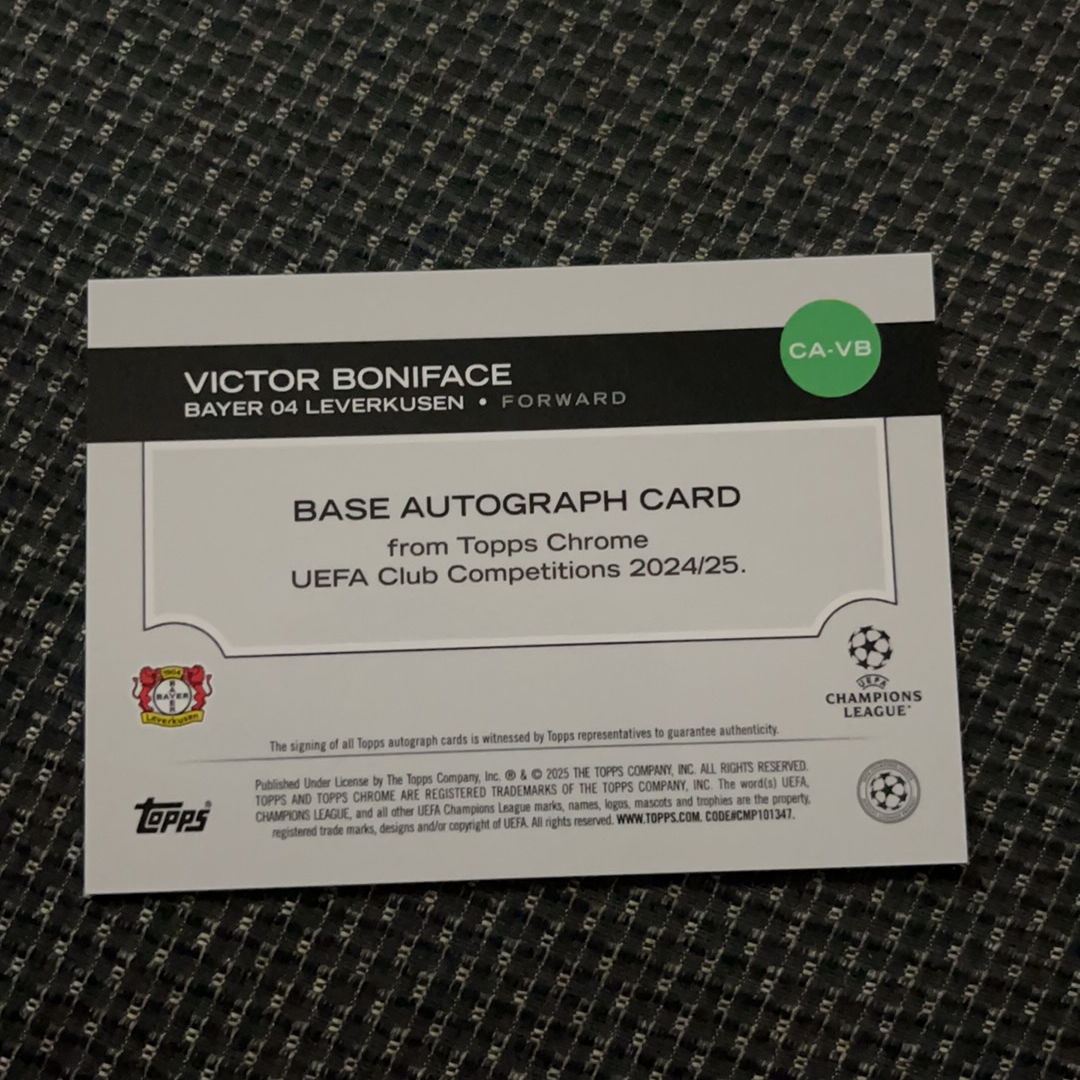 CA-VB
VICTOR BONIFACE
BAYER 04 LEVERKUSEN • FORWARD
BASE AUTOGRAPH CARD
from Topps Chrome
UEFA Club Competitions 2024/25.
1904
BAYER
BAYER
Leverkusen
UEFA
CHAMPIONS
LEAGUE
The signing of all Topps autograph cards is witnessed by Topps representatives to guarantee authenticity.
Published Under License by The Topps Company, Inc. ® & © 2025 THE TOPPS COMPANY, INC. ALL RIGHTS RESERVED.
TOPPS AND TOPPS CHROME ARE REGISTERED TRADEMARKS OF THE TOPPS COMPANY, INC. The word(s) UEFA,
CHAMPIONS LEAGUE, and all other UEFA Champions League marks, names, logos, mascots and trophies are the property,
registered trade marks, designs and/or copyright of UEFA. All rights reserved. WWW.TOPPS.COM. CODE#CMP101347.
topps®